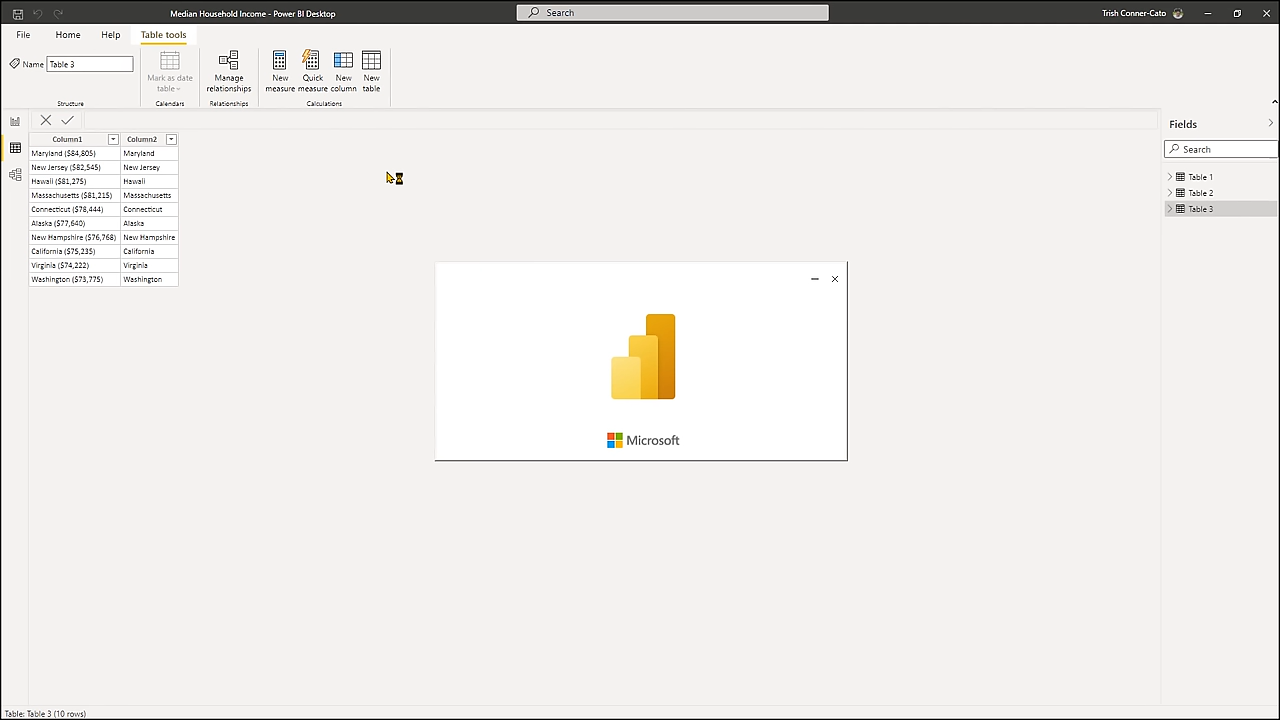 Median Household Income - Power BI Desktop
Search
Trish Conner-Cato
File Home Help Table tools
Name Table 3
Mark as date table
Manage relationships
New measure
Quick measure
New column
New table
Structure Calendars Relationships Calculations
Column1 Column2
Maryland ($84,805) Maryland
New Jersey ($82,545) New Jersey
Hawaii ($81,275) Hawaii
Massachusetts ($81,215) Massachusetts
Connecticut ($78,444) Connecticut
Alaska ($77,640) Alaska
New Hampshire ($76,768) New Hampshire
California ($75,235) California
Virginia ($74,222) Virginia
Washington ($73,775) Washington
Microsoft
Fields
Search
Table 1
Table 2
Table 3
Table: Table 3 (10 rows)